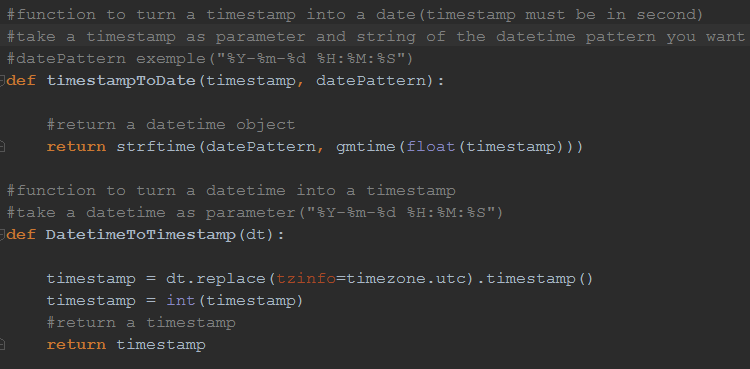 #function to turn a timestamp into a date(timestamp must be in second)
#take a timestamp as parameter and string of the datetime pattern you want
#datePattern exemple("%Y-%m-%d %H:%M:%S")
def timestampToDate(timestamp, datePattern):
#return a datetime object
return strftime(datePattern, gmtime(float(timestamp)))
#function to turn a datetime into a timestamp
#take a datetime as parameter("%Y-%m-%d %H:%M:%S")
def DatetimeToTimestamp(dt):
timestamp = dt.replace(tzinfo=timezone.utc).timestamp()
timestamp = int(timestamp)
#return a timestamp
return timestamp